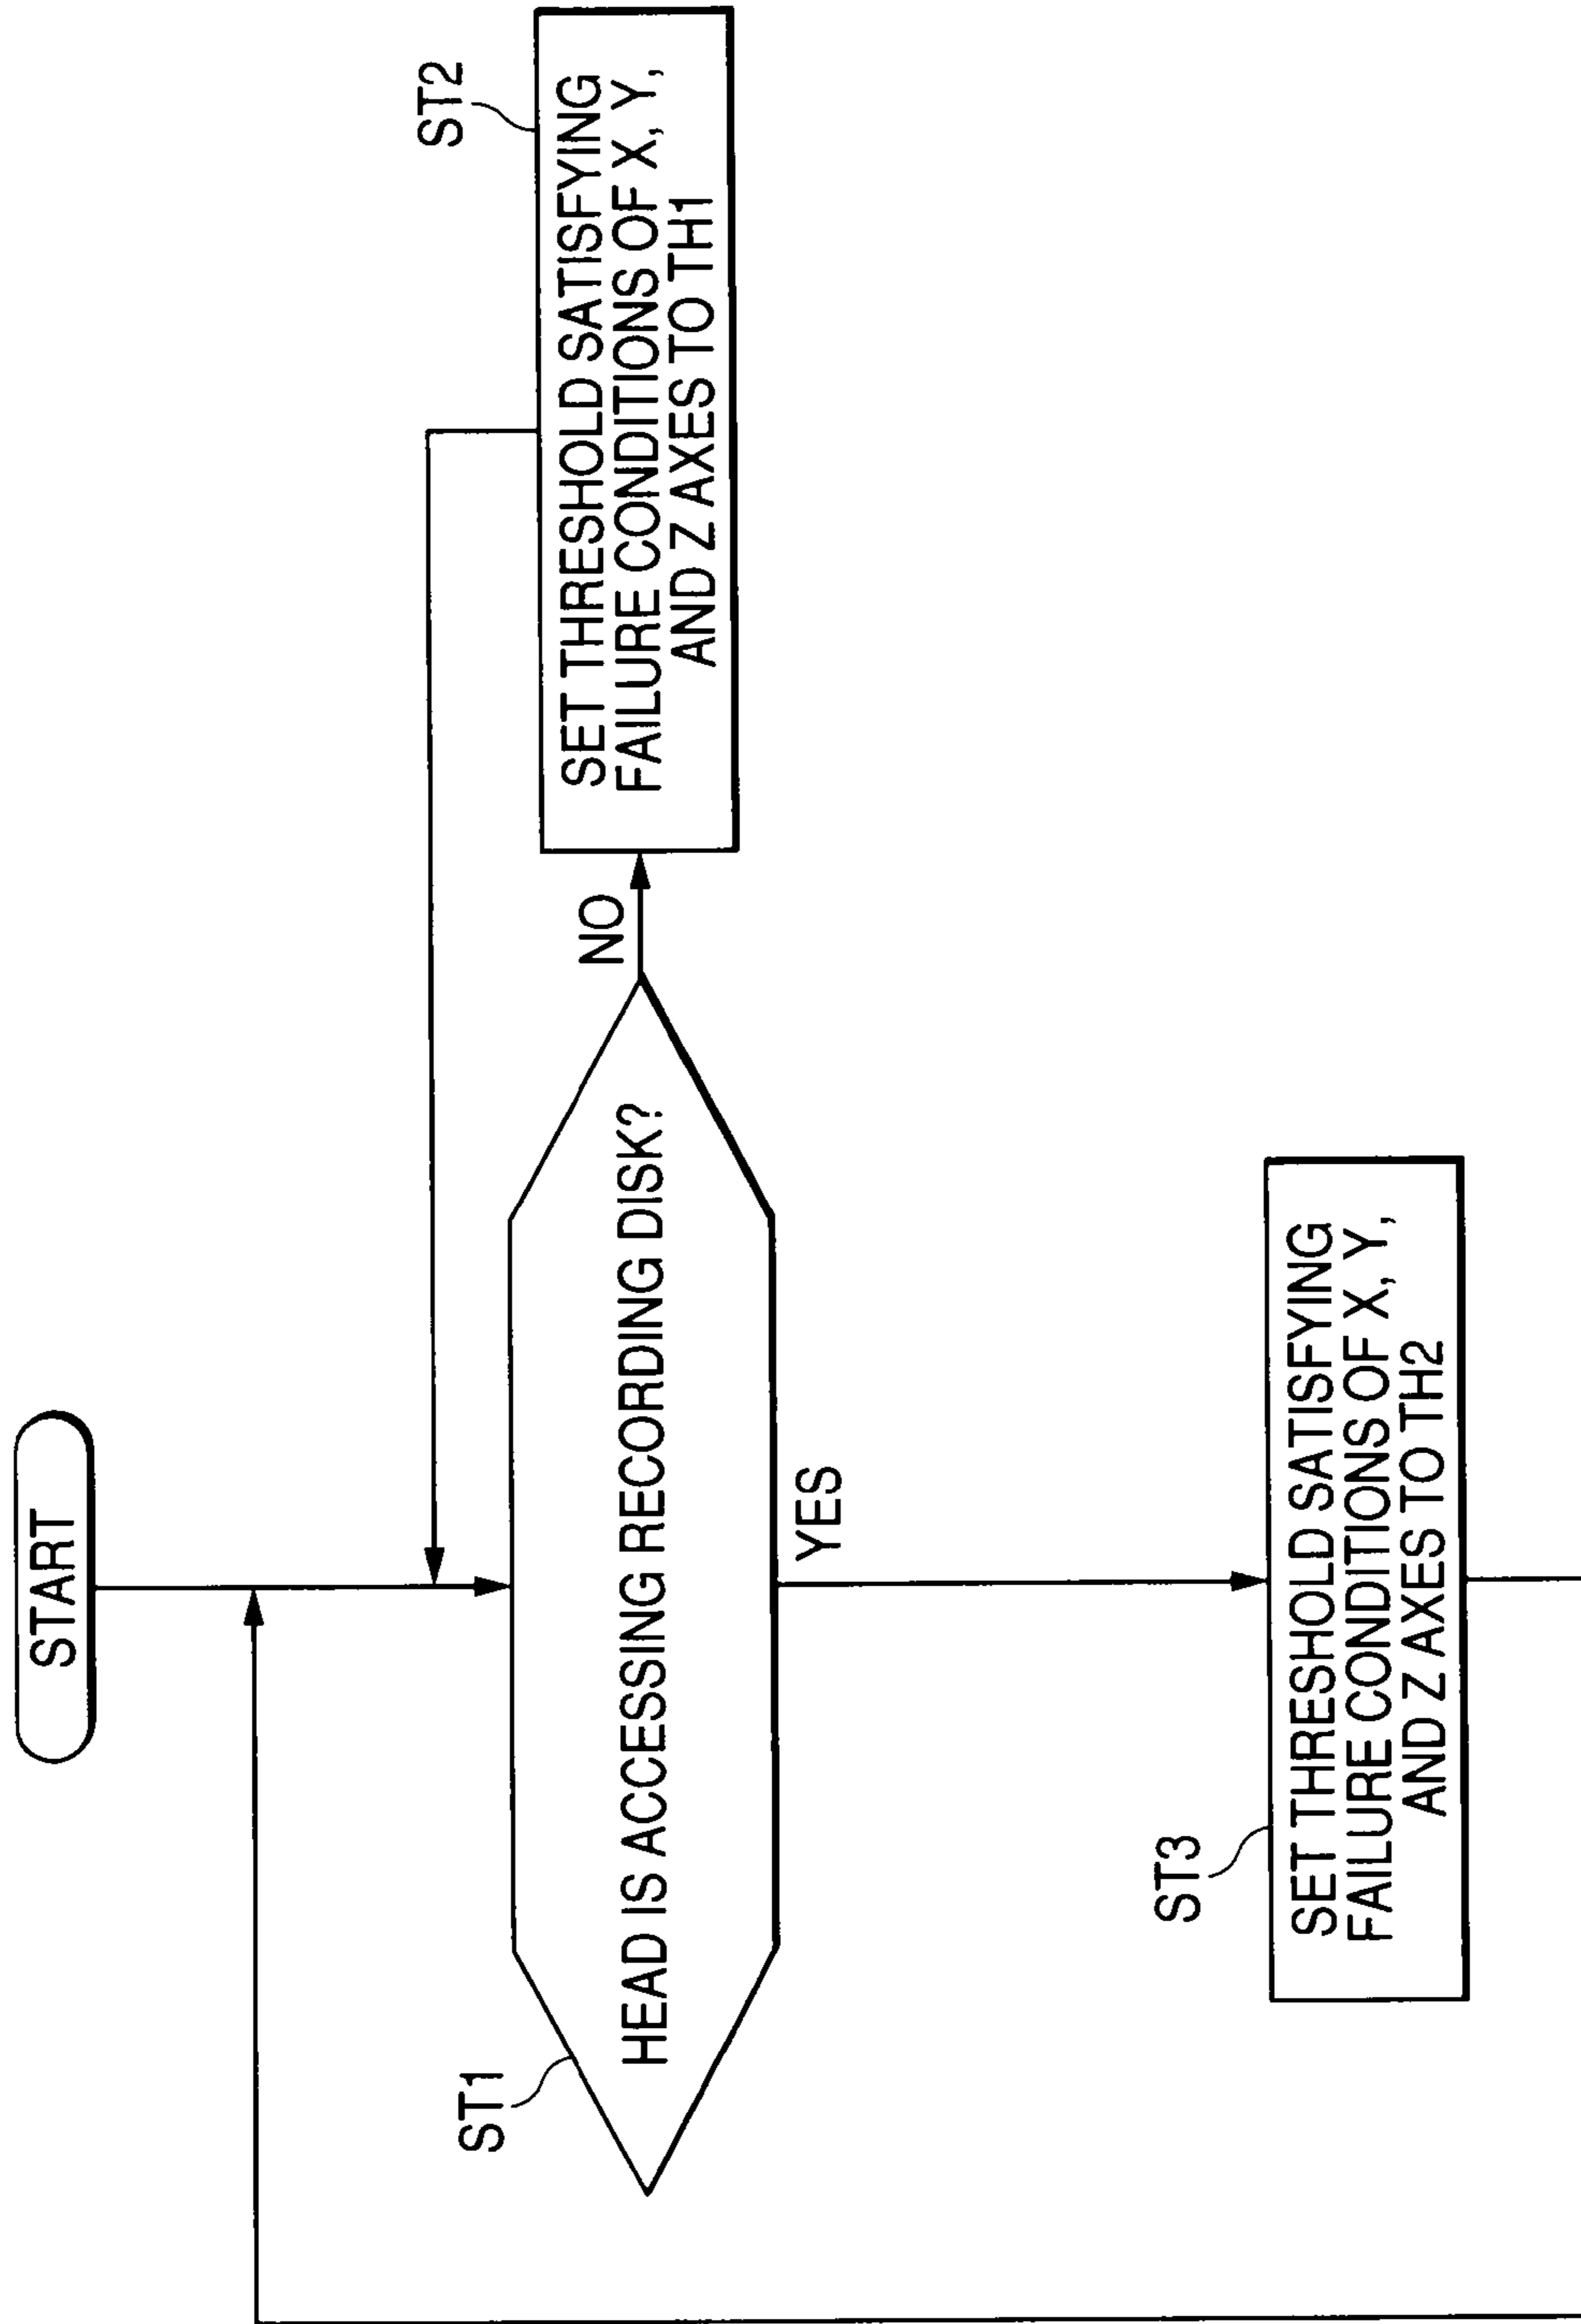 START
ST1
HEAD IS ACCESSING RECORDING DISK?
NO
ST2
SET THRESHOLD SATISFYING
FAILURE CONDITIONS OF X, Y,
AND Z AXES TO TH1
YES
ST3
SET THRESHOLD SATISFYING
FAILURE CONDITIONS OF X, Y,
AND Z AXES TO TH2